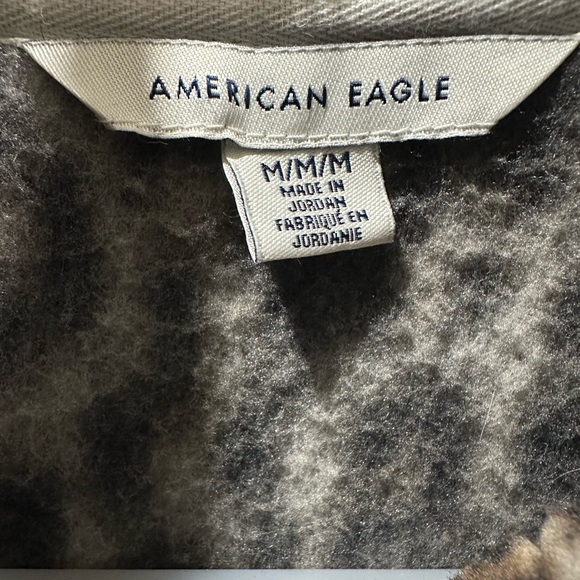 AMERICAN EAGLE
M/M/M
MADE IN
JORDAN
FABRIQUÉ EN
JORDANIE